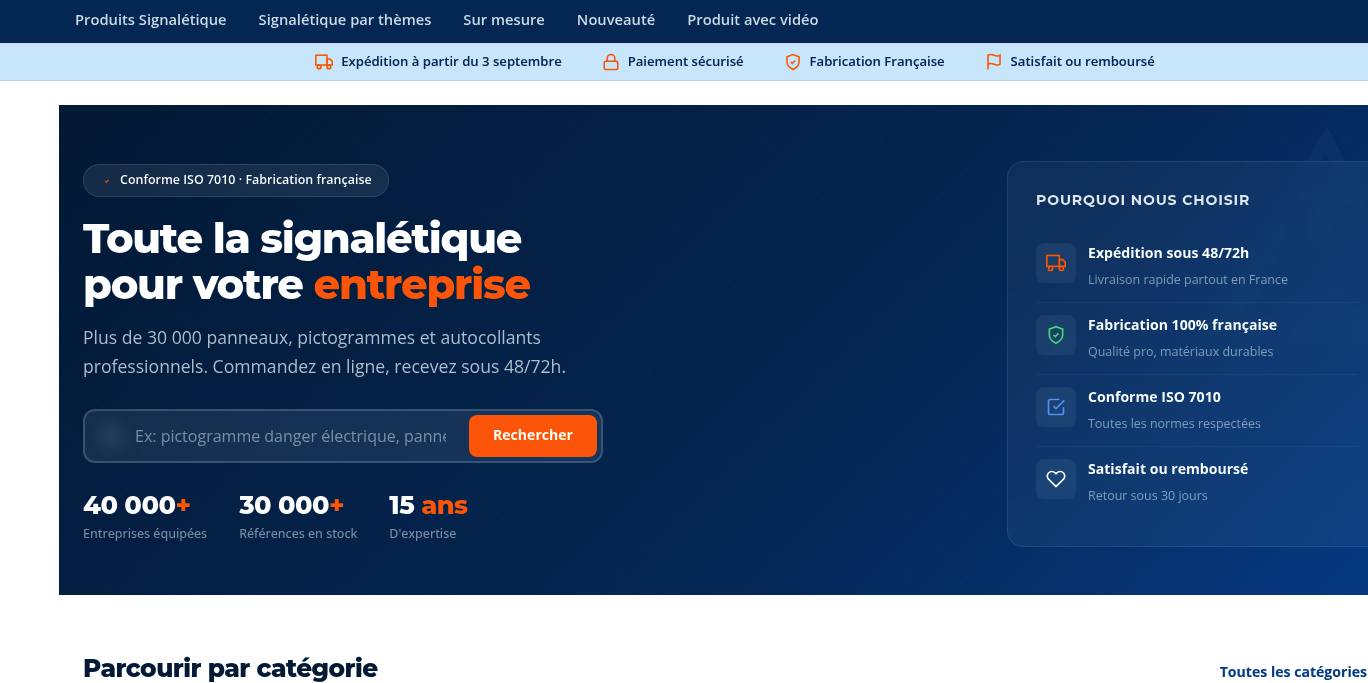 Produits Signalétique
Signalétique par thèmes
Sur mesure
Nouveauté
Produit avec vidéo
Expédition à partir du 3 septembre
Paiement sécurisé
Fabrication Française
Satisfait ou remboursé
Conforme ISO 7010 · Fabrication française
Toute la signalétique
pour votre entreprise
Plus de 30 000 panneaux, pictogrammes et autocollants
professionnels. Commandez en ligne, recevez sous 48/72h.
Ex: pictogramme danger électrique, panne
Rechercher
40 000+
Entreprises équipées
30 000+
Références en stock
15 ans
D'expertise
POURQUOI NOUS CHOISIR
Expédition sous 48/72h
Livraison rapide partout en France
Fabrication 100% française
Qualité pro, matériaux durables
Conforme ISO 7010
Toutes les normes respectées
Satisfait ou remboursé
Retour sous 30 jours
Parcourir par catégorie
Toutes les catégories